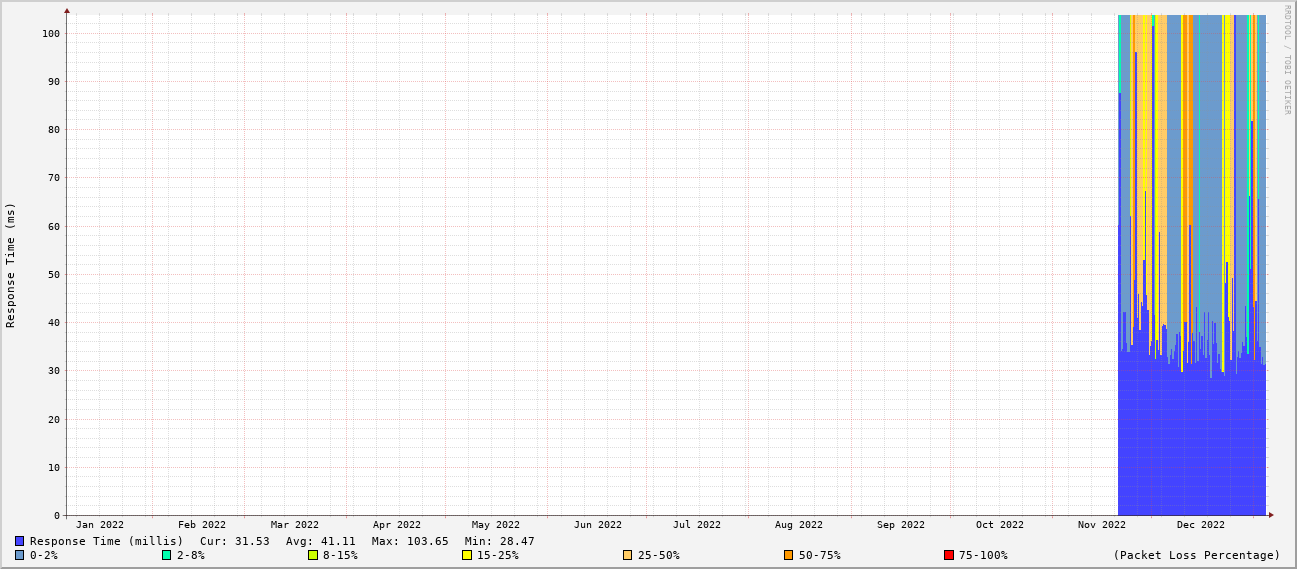 RRDTOOL / TOBI OETIKER
Response Time (ms)
100
90
80
70
60
50
40
30
20
10
0
Jan 2022 Feb 2022 Mar 2022 Apr 2022 May 2022 Jun 2022 Jul 2022 Aug 2022 Sep 2022 Oct 2022 Nov 2022 Dec 2022
Response Time (millis) Cur: 31.53 Avg: 41.11 Max: 103.65 Min: 28.47
0-2% 2-8% 8-15% 15-25% 25-50% 50-75% 75-100% (Packet Loss Percentage)